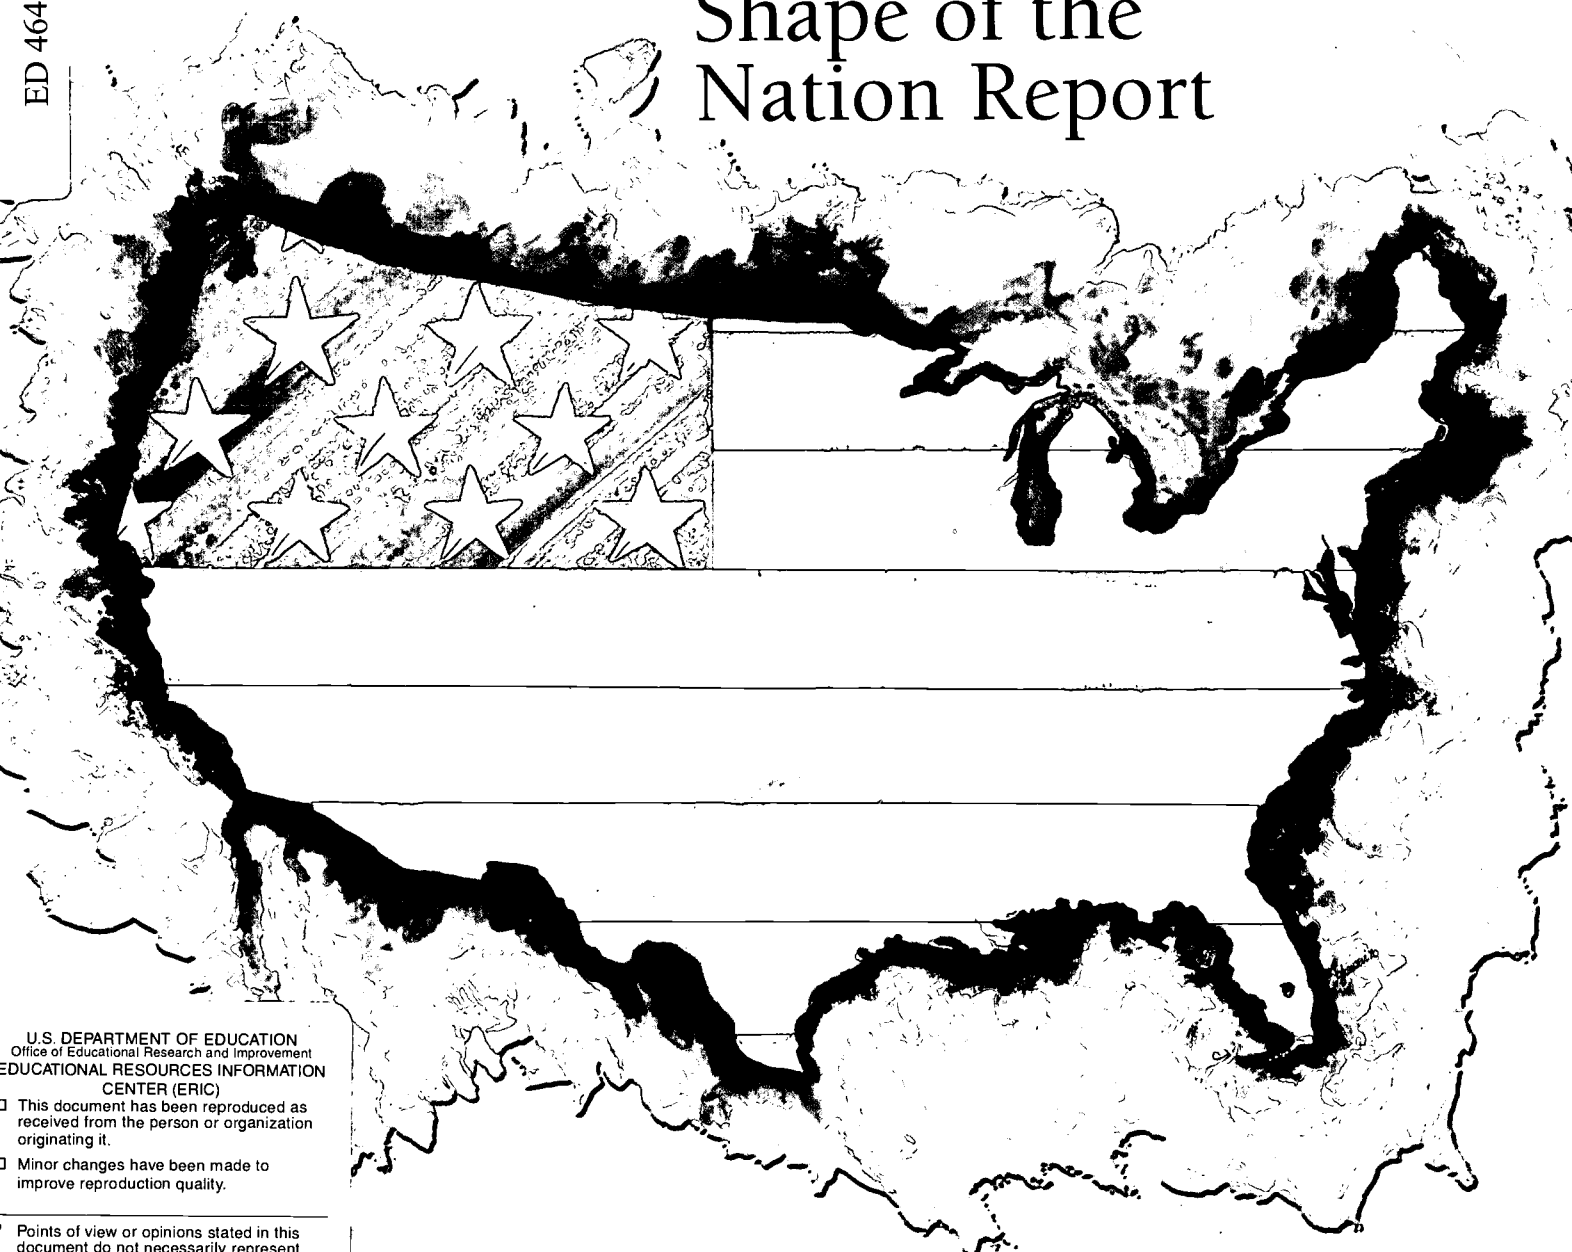 ED 464
Shape of the
Nation Report
U.S. DEPARTMENT OF EDUCATION
Office of Educational Research and Improvement
EDUCATIONAL RESOURCES INFORMATION
CENTER (ERIC)
This document has been reproduced as
received from the person or organization
originating it.
Minor changes have been made to
improve reproduction quality.
Points of view or opinions stated in this
document do not necessarily represent